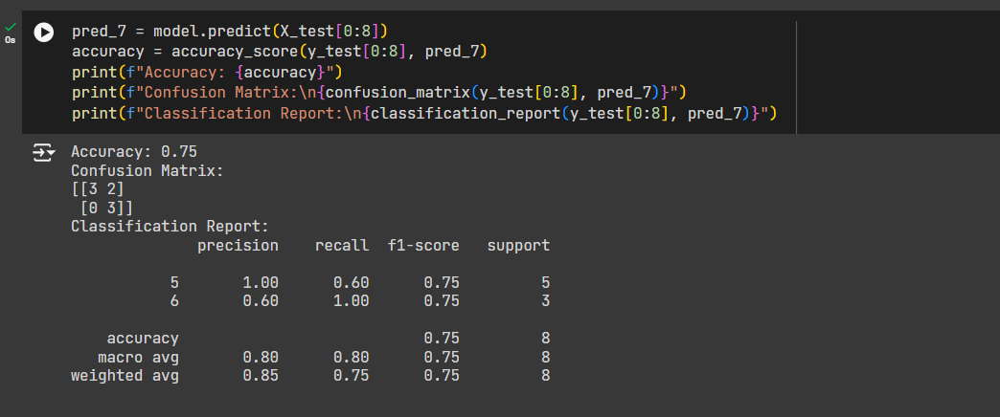 pred_7 = model.predict(X_test[0:8])
0s
accuracy = accuracy_score(y_test[0:8], pred_7)
print(f"Accuracy: {accuracy}")
print(f"Confusion Matrix:\n{confusion_matrix(y_test[0:8], pred_7)}")
print(f"Classification Report:\n{classification_report(y_test[0:8], pred_7)}")
Accuracy: 0.75
Confusion Matrix:
[[3 2]
 [0 3]]
Classification Report:
              precision    recall  f1-score   support

           5       1.00      0.60      0.75         5
           6       0.60      1.00      0.75         3

    accuracy                           0.75         8
   macro avg       0.80      0.80      0.75         8
weighted avg       0.85      0.75      0.75         8